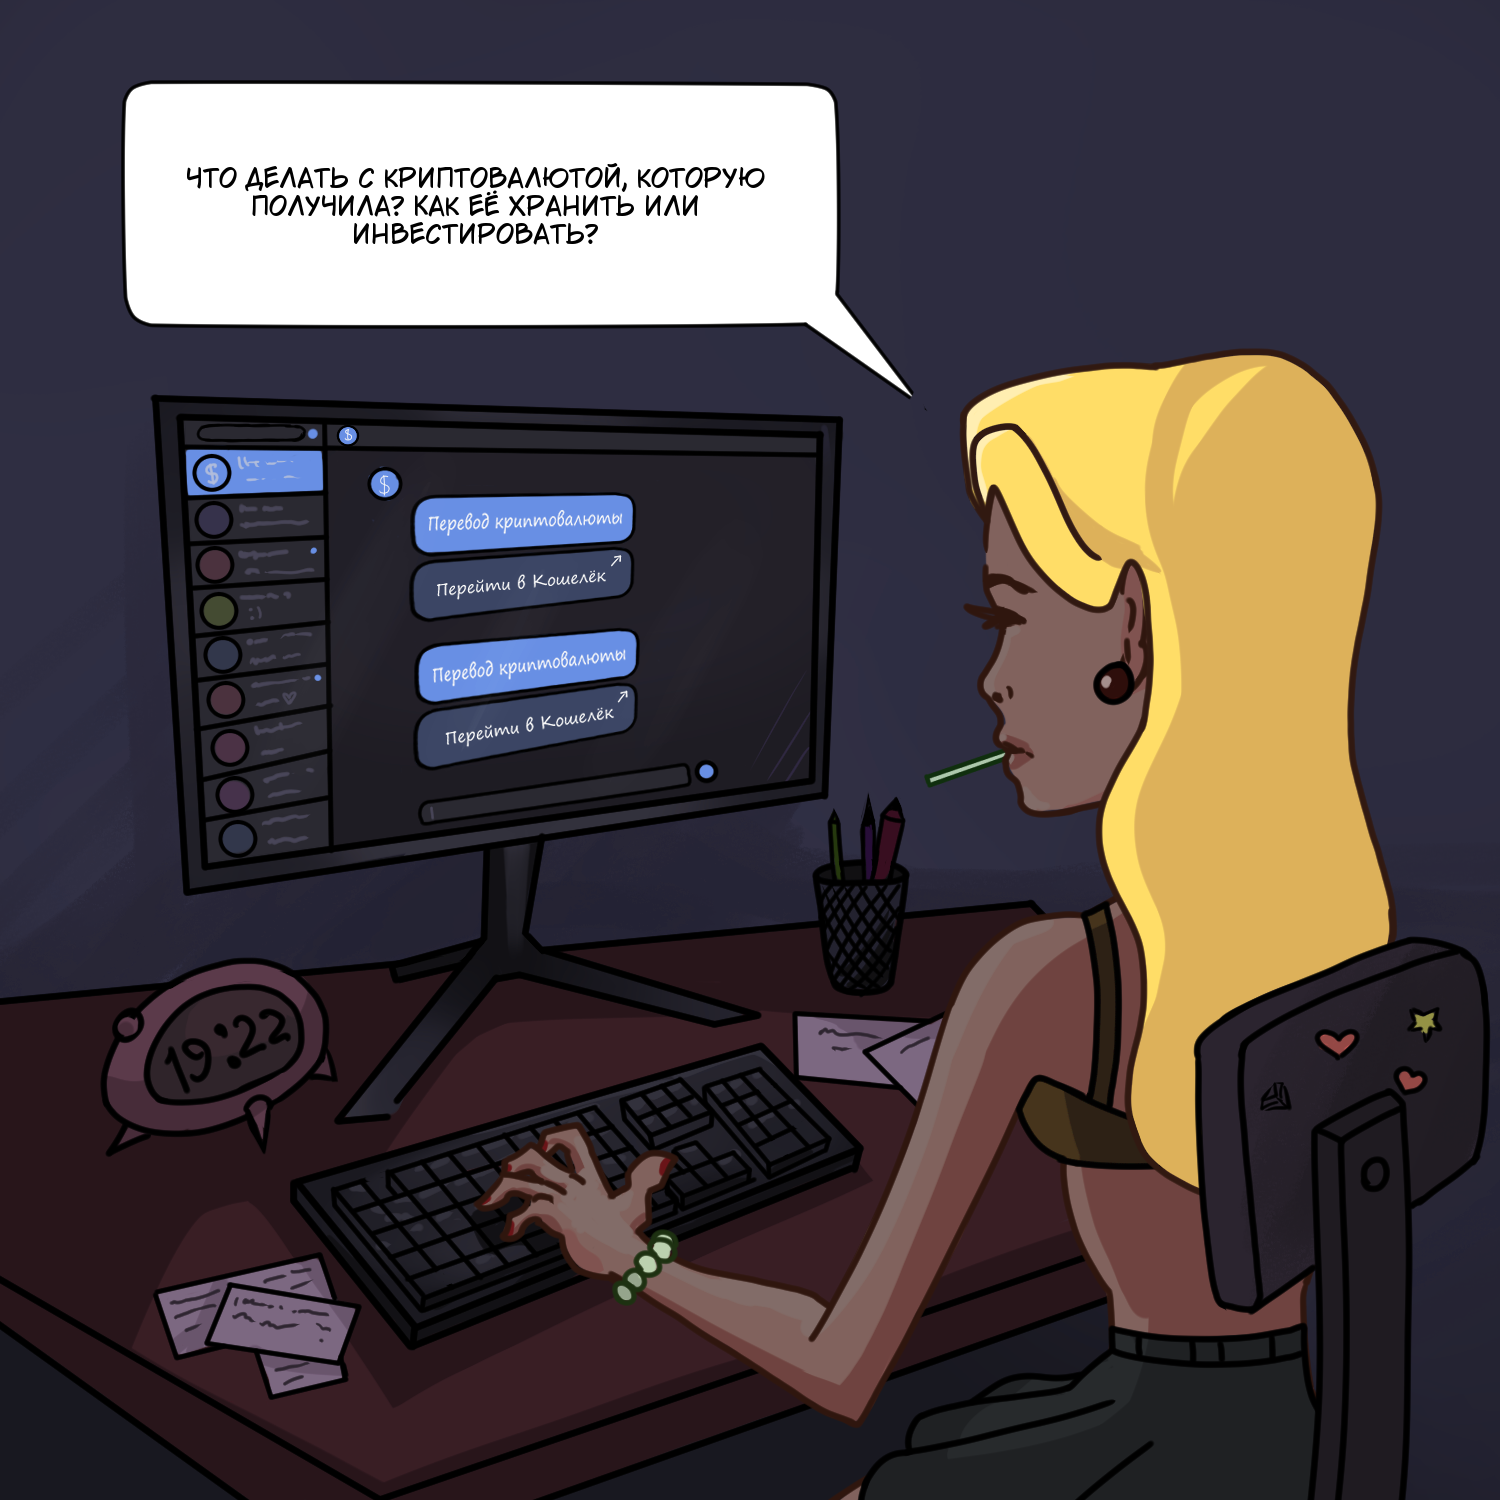 ЧТО ДЕЛАТЬ С КРИПТОВАЛЮТОЙ, КОТОРУЮ
ПОЛУЧИЛА? КАК ЕЁ ХРАНИТЬ ИЛИ
ИНВЕСТИРОВАТЬ?
$
$
$
Перевод криптовалюты
Перейти в Кошелёк
:)
Перевод криптовалюты
Перейти в Кошелёк
19:22